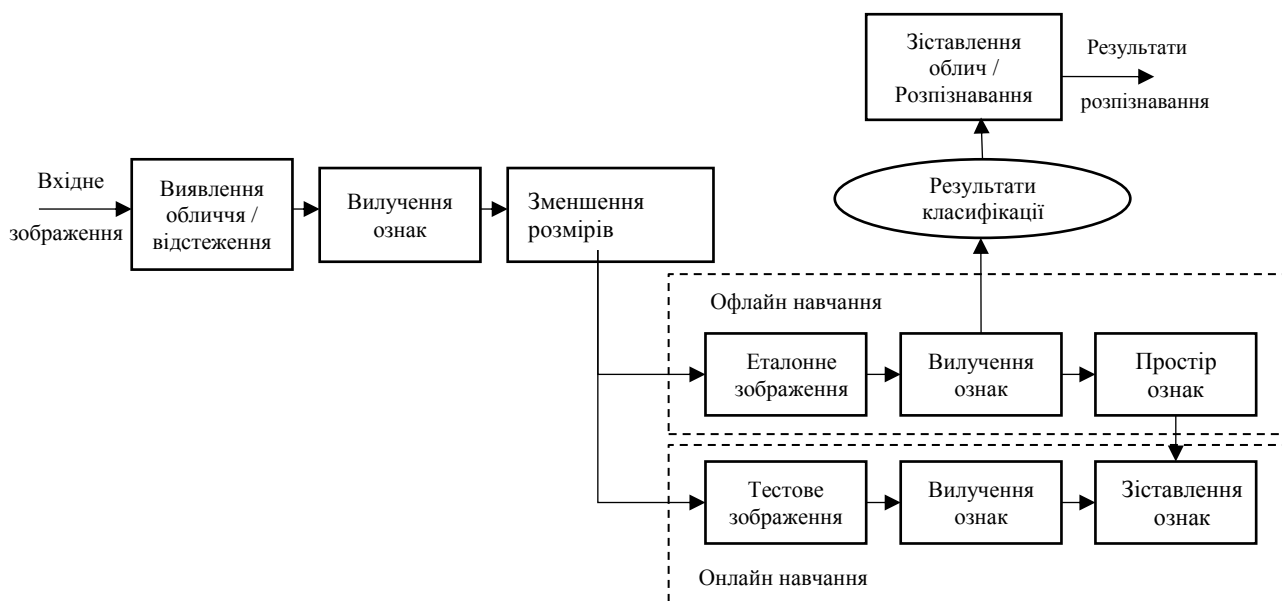 Зіставлення
облич /
Розпізнавання
Результати
розпізнавання
Вхідне
зображення
Виявлення
обличчя /
відстеження
Вилучення
ознак
Зменшення
розмірів
Результати
класифікації
Офлайн навчання
Еталонне
зображення
Вилучення
ознак
Простір
ознак
Тестове
зображення
Вилучення
ознак
Зіставлення
ознак
Онлайн навчання